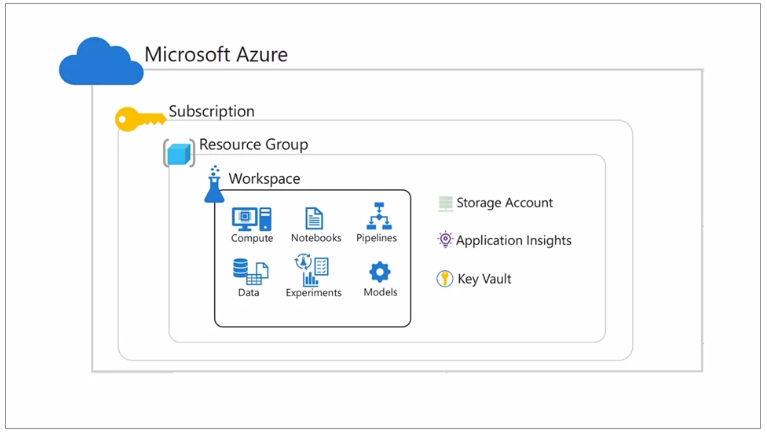 Microsoft Azure
Subscription
Resource Group
Workspace
Compute
Notebooks
Pipelines
Data
Experiments
Models
Storage Account
Application Insights
Key Vault